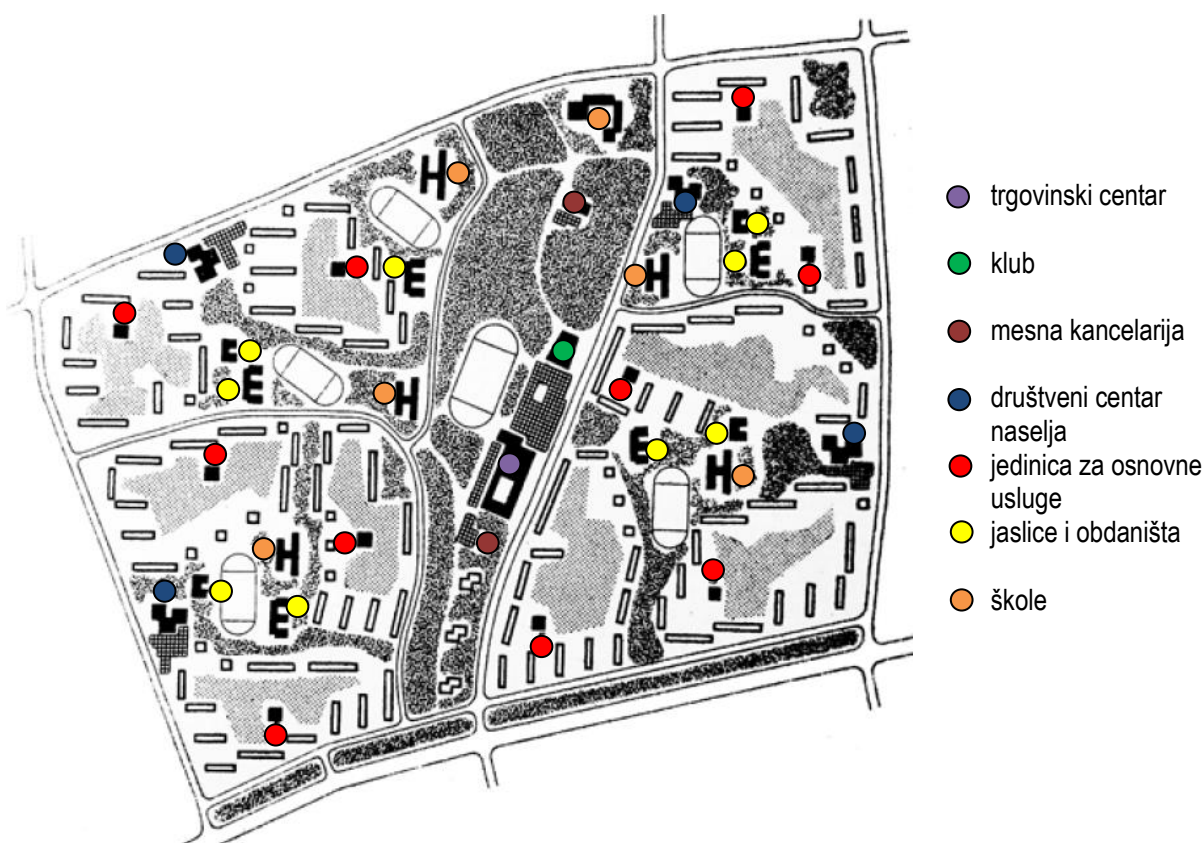 trgovinski centar
klub
mesna kancelarija
društveni centar
naselja
jedinica za osnovne
usluge
jaslice i obdaništa
škole